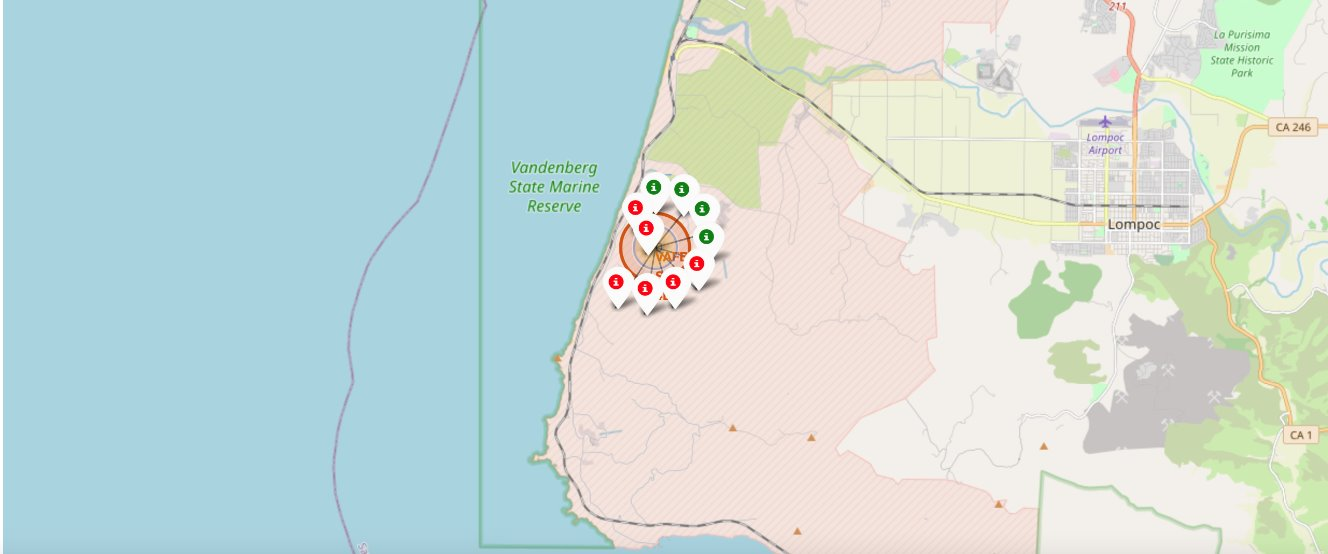 211
La Purisima
Mission
State Historic
Park
CA 246
Lompoc
Airport
Vandenberg
State Marine
Reserve
Lompoc
CA 1